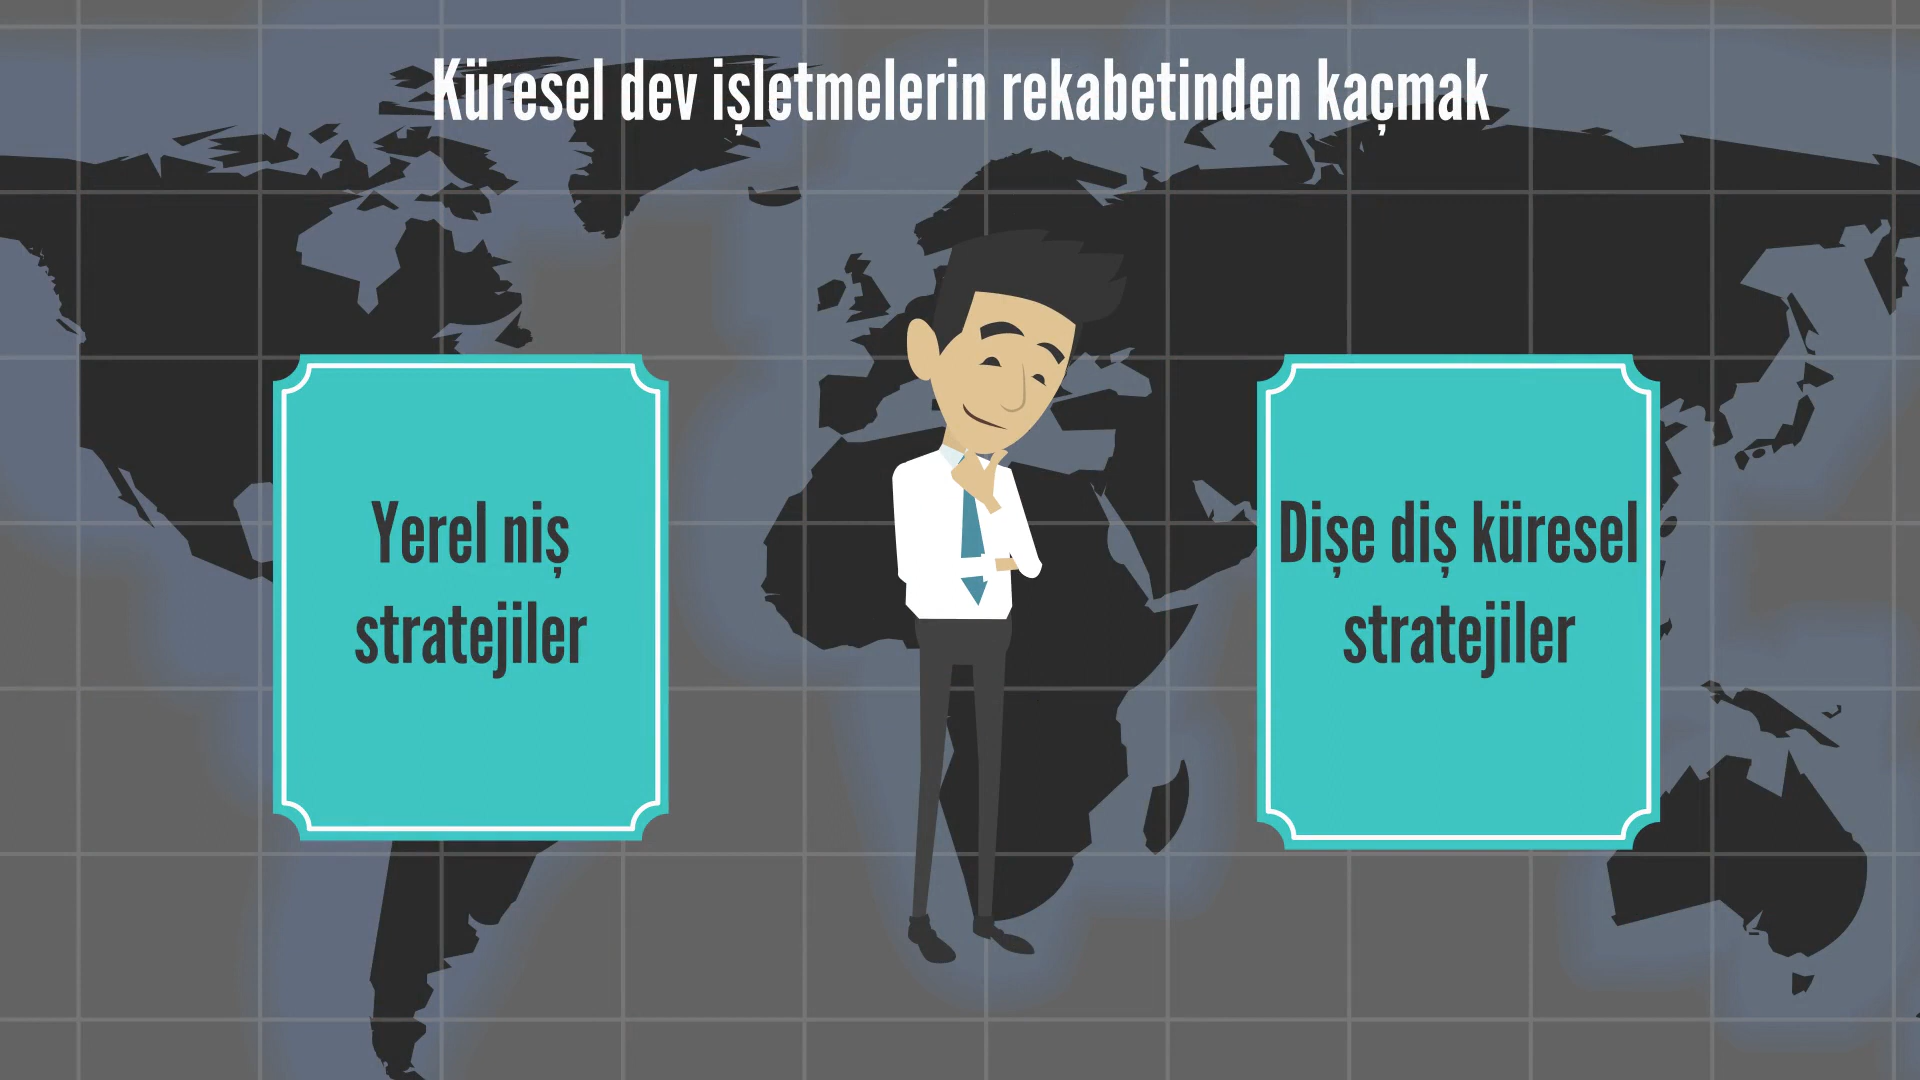 Küresel dev işletmelerin rekabetinden kaçmak
Yerel niş
stratejiler
Dişe diş küresel
stratejiler